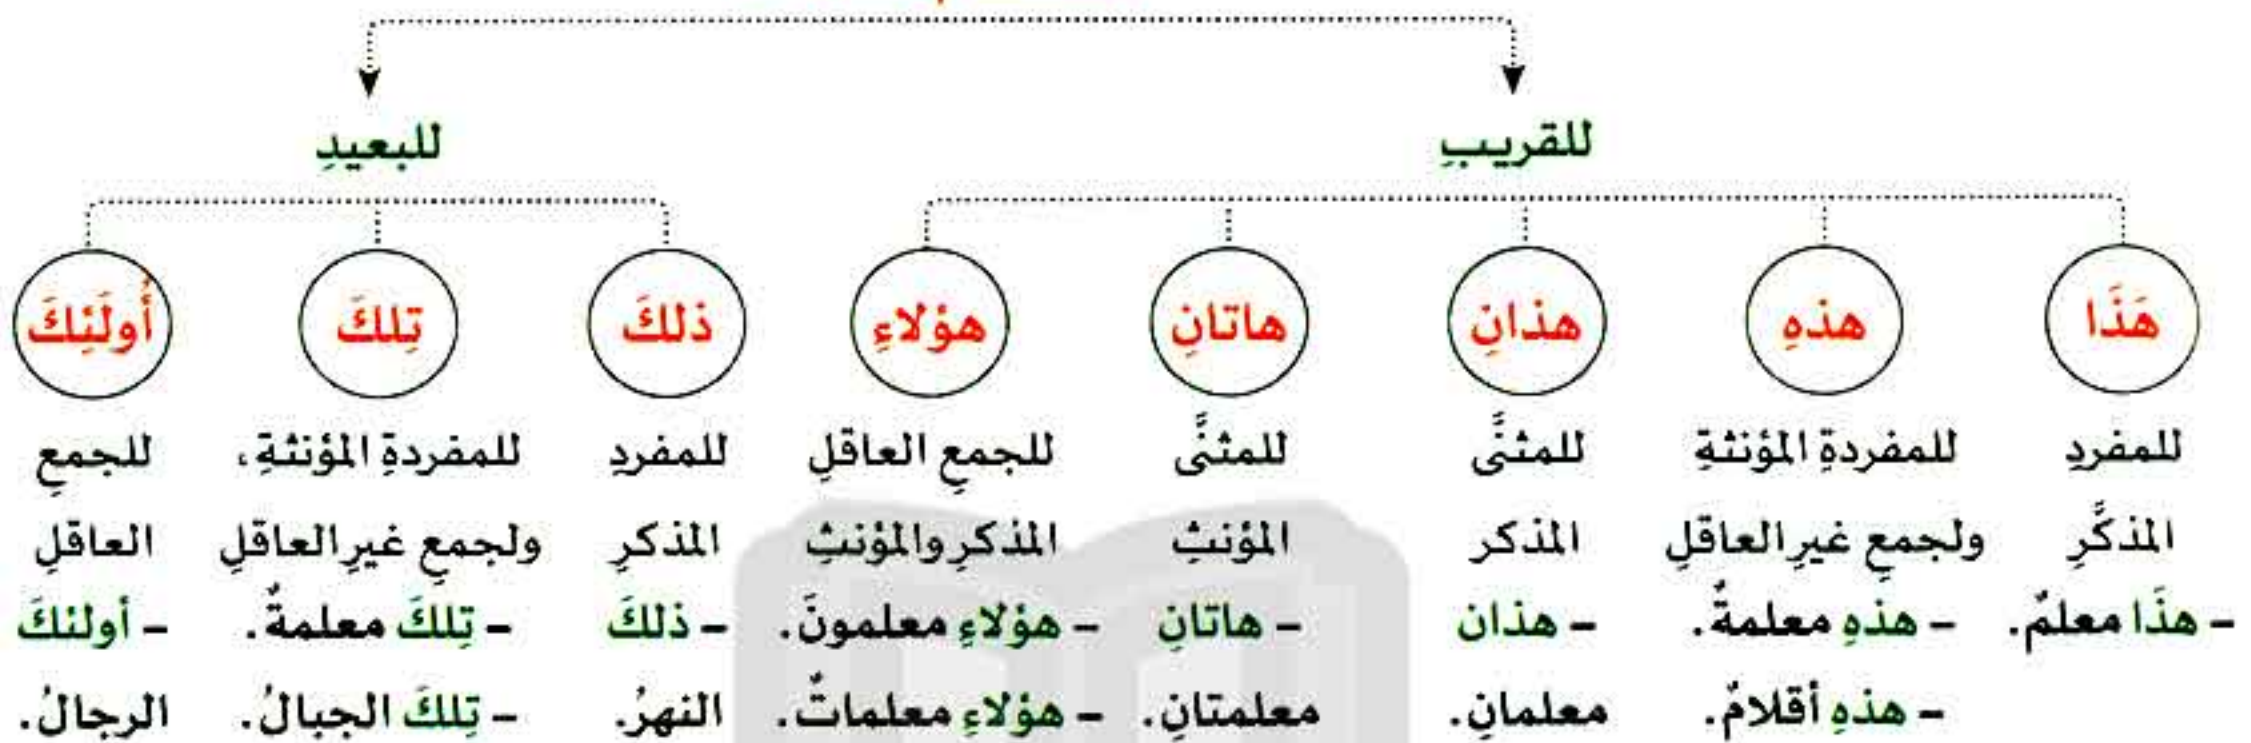 للقريبِ
للبعيدِ
هَذَا
هذهِ
هذانِ
هاتانِ
هؤلاءِ
ذلكَ
تِلكَ
أُولَئِكَ
للمفردِ
المذكَّرِ
- هذَا معلمٌ.
للمفردةِ المؤنثةِ
ولجمعِ غيرِ العاقلِ
- هذهِ معلمةٌ.
- هذهِ أقلامٌ.
للمثنَّى
المذكر
- هذان
معلمانِ.
للمثنَّى
المؤنثِ
- هاتانِ
معلمتانِ.
للجمعِ العاقلِ
المذكرِ والمؤنثِ
- هؤلاءِ معلمونَ.
- هؤلاءِ معلماتٌ.
للمفردِ
المذكرِ
- ذلكَ
النهرُ.
للمفردةِ المؤنثةِ،
ولجمعِ غيرِ العاقلِ
- تِلكَ معلمةٌ.
- تِلكَ الجبالُ.
للجمعِ
العاقلِ
- أولئكَ
الرجالُ.